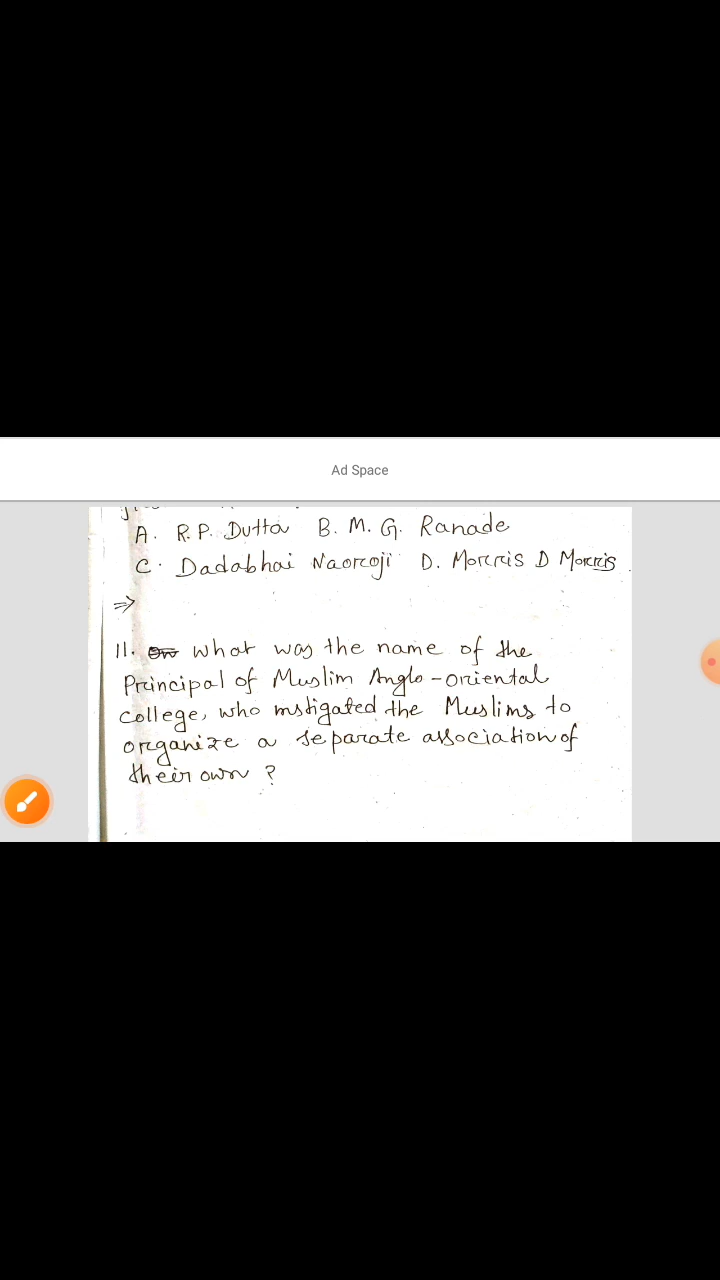 Ad Space
A. R.P. Dutta B. M. G. Ranade
C. Dadabhai Naoroji D. Morris D Morris.
⇒
11. what was the name of the
Principal of Muslim Anglo-oriental
college, who instigated the Muslims to
organize a separate association of
their own ?